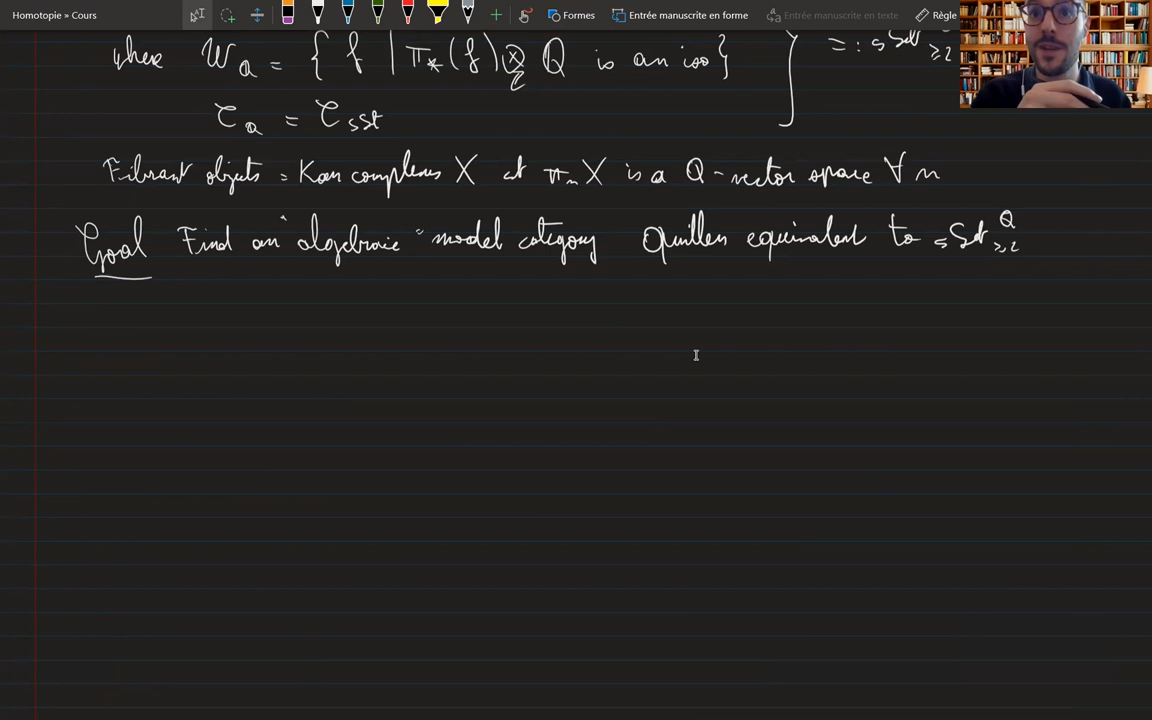 Homotopie » Cours
Formes
Entrée manuscrite en forme
Entrée manuscrite en texte
Règle
where W_Q = { f | π_*(f) ⊗_Z Q is an iso }
=: sSet ≥2
C_Q = C_sSet
Fibrant objects = Kan complexes X st π_n X is a Q-vector space ∀ n
Goal Find an "algebraic" model category Quillen equivalent to sSet^Q_≥2